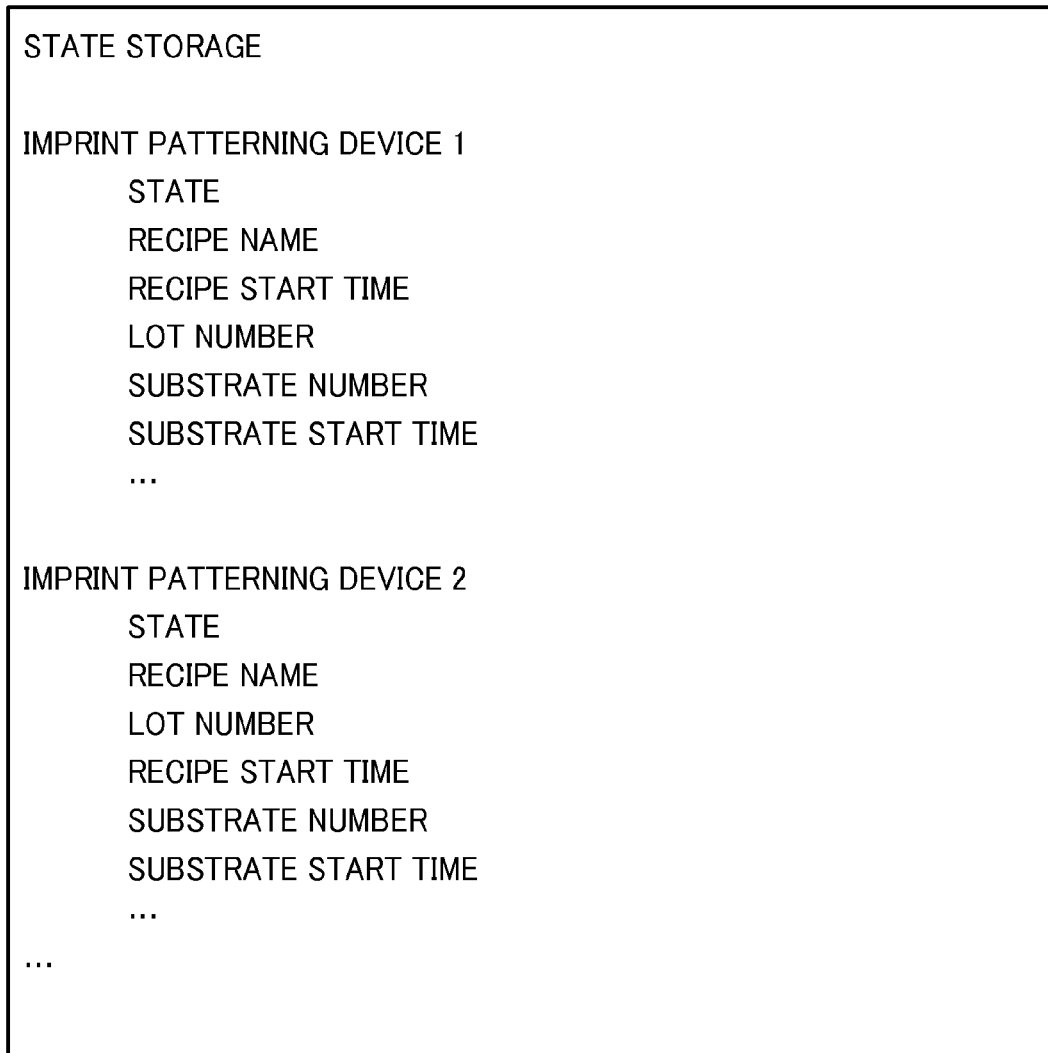 STATE STORAGE
IMPRINT PATTERNING DEVICE 1
STATE
RECIPE NAME
RECIPE START TIME
LOT NUMBER
SUBSTRATE NUMBER
SUBSTRATE START TIME
...
IMPRINT PATTERNING DEVICE 2
STATE
RECIPE NAME
LOT NUMBER
RECIPE START TIME
SUBSTRATE NUMBER
SUBSTRATE START TIME
...
...